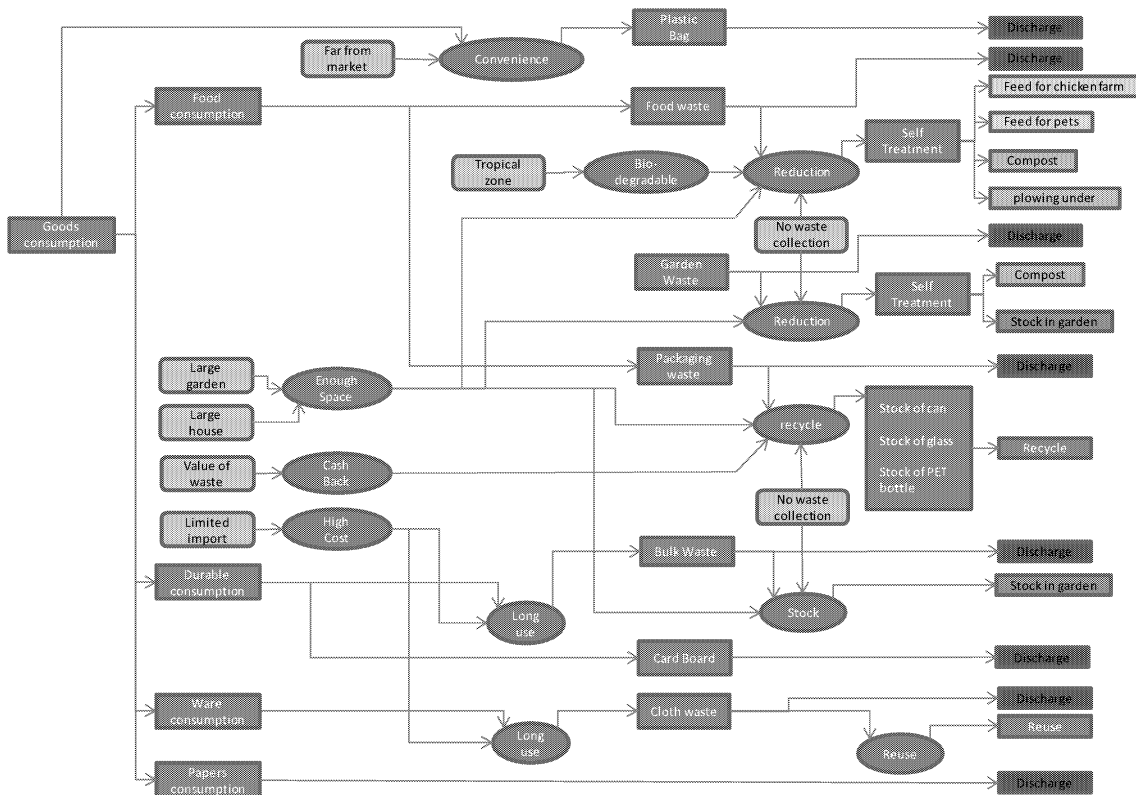 Plastic
Bag
Discharge
Far from
market
Convenience
Discharge
Food
consumption
Food waste
Feed for chicken farm
Feed for pets
Self
Treatment
Tropical
zone
Bio-
degradable
Reduction
Compost
plowing under
Goods
consumption
No waste
collection
Discharge
Garden
Waste
Self
Treatment
Compost
Reduction
Stock in garden
Large
garden
Enough
Space
Packaging
waste
Discharge
Large
house
recycle
Stock of can
Stock of glass
Stock of PET
bottle
Recycle
Value of
waste
Cash
Back
No waste
collection
Limited
import
High
Cost
Bulk Waste
Discharge
Durable
consumption
Stock in garden
Long
use
Stock
Card Board
Discharge
Ware
consumption
Cloth waste
Discharge
Long
use
Reuse
Reuse
Papers
consumption
Discharge